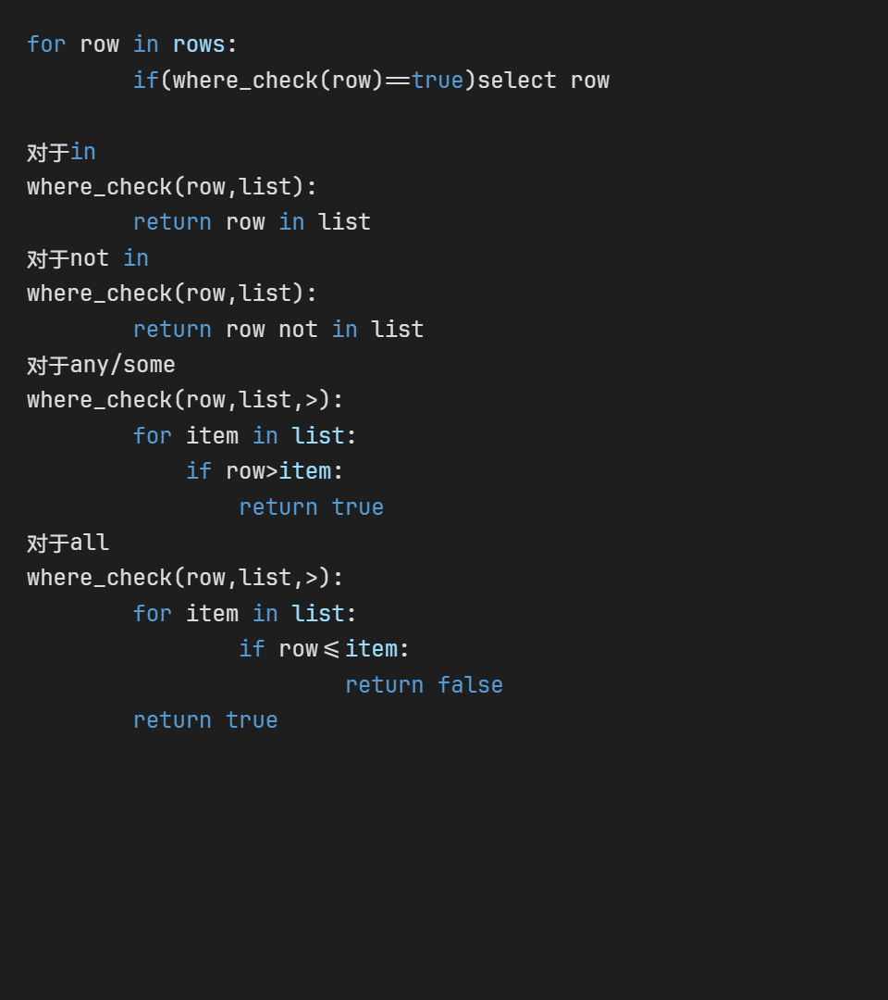 for row in rows:
        if(where_check(row)==true)select row

对于in
where_check(row,list):
        return row in list
对于not in
where_check(row,list):
        return row not in list
对于any/some
where_check(row,list,>):
        for item in list:
            if row>item:
                return true
对于all
where_check(row,list,>):
        for item in list:
                if row<=item:
                        return false
        return true